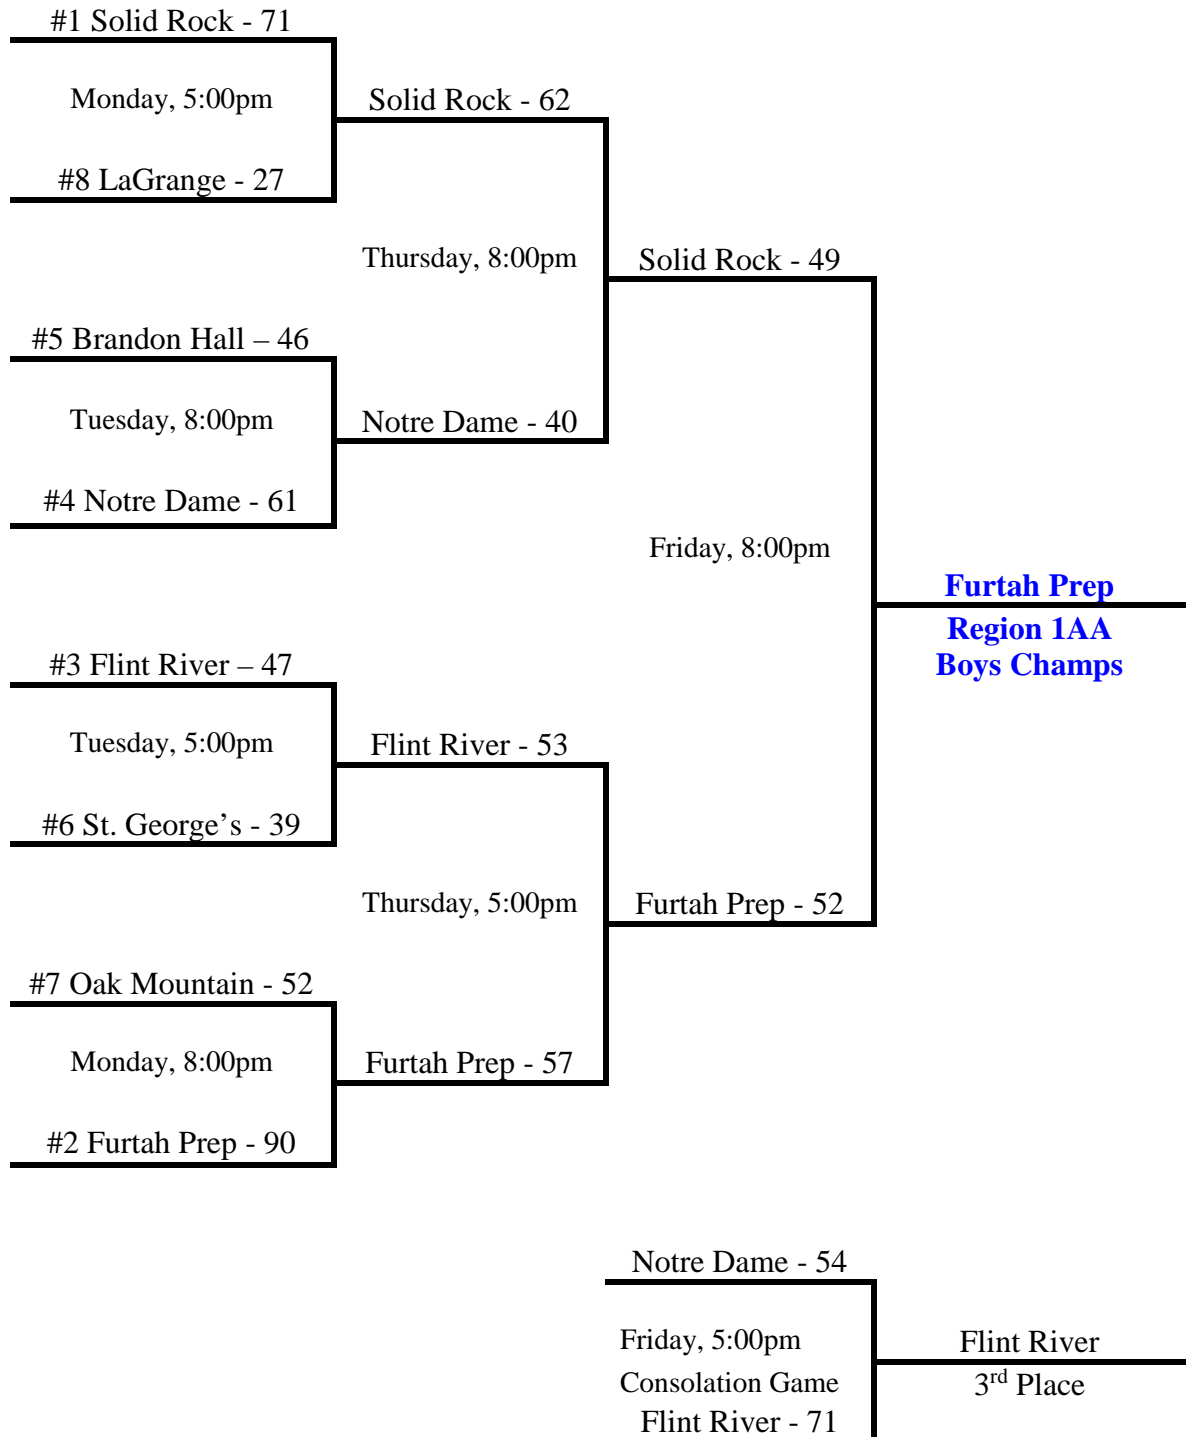 #1 Solid Rock - 71
Monday, 5:00pm
Solid Rock - 62
#8 LaGrange - 27
Thursday, 8:00pm
Solid Rock - 49
#5 Brandon Hall – 46
Tuesday, 8:00pm
Notre Dame - 40
#4 Notre Dame - 61
Friday, 8:00pm
Furtah Prep
Region 1AA
Boys Champs
#3 Flint River – 47
Tuesday, 5:00pm
Flint River - 53
#6 St. George’s - 39
Thursday, 5:00pm
Furtah Prep - 52
#7 Oak Mountain - 52
Monday, 8:00pm
Furtah Prep - 57
#2 Furtah Prep - 90
Notre Dame - 54
Friday, 5:00pm
Consolation Game
Flint River
3rd Place
Flint River - 71